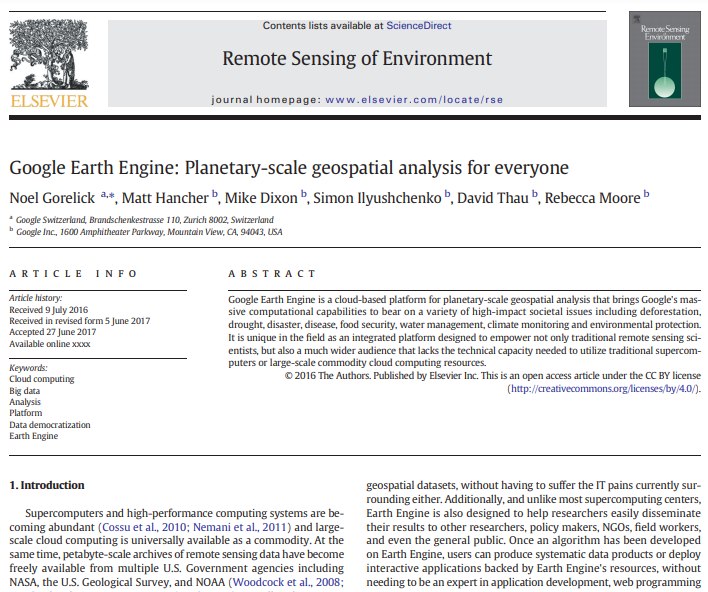 Contents lists available at ScienceDirect
Remote Sensing of Environment
journal homepage: www.elsevier.com/locate/rse
ELSEVIER
Remote Sensing
Environment
Google Earth Engine: Planetary-scale geospatial analysis for everyone
Noel Gorelick a,*, Matt Hancher b, Mike Dixon b, Simon Ilyushchenko b, David Thau b, Rebecca Moore b
a Google Switzerland, Brandschenkestrasse 110, Zurich 8002, Switzerland
b Google Inc., 1600 Amphitheater Parkway, Mountain View, CA, 94043, USA
ARTICLE INFO
Article history:
Received 9 July 2016
Received in revised form 5 June 2017
Accepted 27 June 2017
Available online xxxx
Keywords:
Cloud computing
Big data
Analysis
Platform
Data democratization
Earth Engine
ABSTRACT
Google Earth Engine is a cloud-based platform for planetary-scale geospatial analysis that brings Google's mas-
sive computational capabilities to bear on a variety of high-impact societal issues including deforestation,
drought, disaster, disease, food security, water management, climate monitoring and environmental protection.
It is unique in the field as an integrated platform designed to empower not only traditional remote sensing sci-
entists, but also a much wider audience that lacks the technical capacity needed to utilize traditional supercom-
puters or large-scale commodity cloud computing resources.
© 2016 The Authors. Published by Elsevier Inc. This is an open access article under the CC BY license
(http://creativecommons.org/licenses/by/4.0/).
1. Introduction
Supercomputers and high-performance computing systems are be-
coming abundant (Cossu et al., 2010; Nemani et al., 2011) and large-
scale cloud computing is universally available as a commodity. At the
same time, petabyte-scale archives of remote sensing data have become
freely available from multiple U.S. Government agencies including
NASA, the U.S. Geological Survey, and NOAA (Woodcock et al., 2008;
geospatial datasets, without having to suffer the IT pains currently sur-
rounding either. Additionally, and unlike most supercomputing centers,
Earth Engine is also designed to help researchers easily disseminate
their results to other researchers, policy makers, NGOs, field workers,
and even the general public. Once an algorithm has been developed
on Earth Engine, users can produce systematic data products or deploy
interactive applications backed by Earth Engine's resources, without
needing to be an expert in application development, web programming